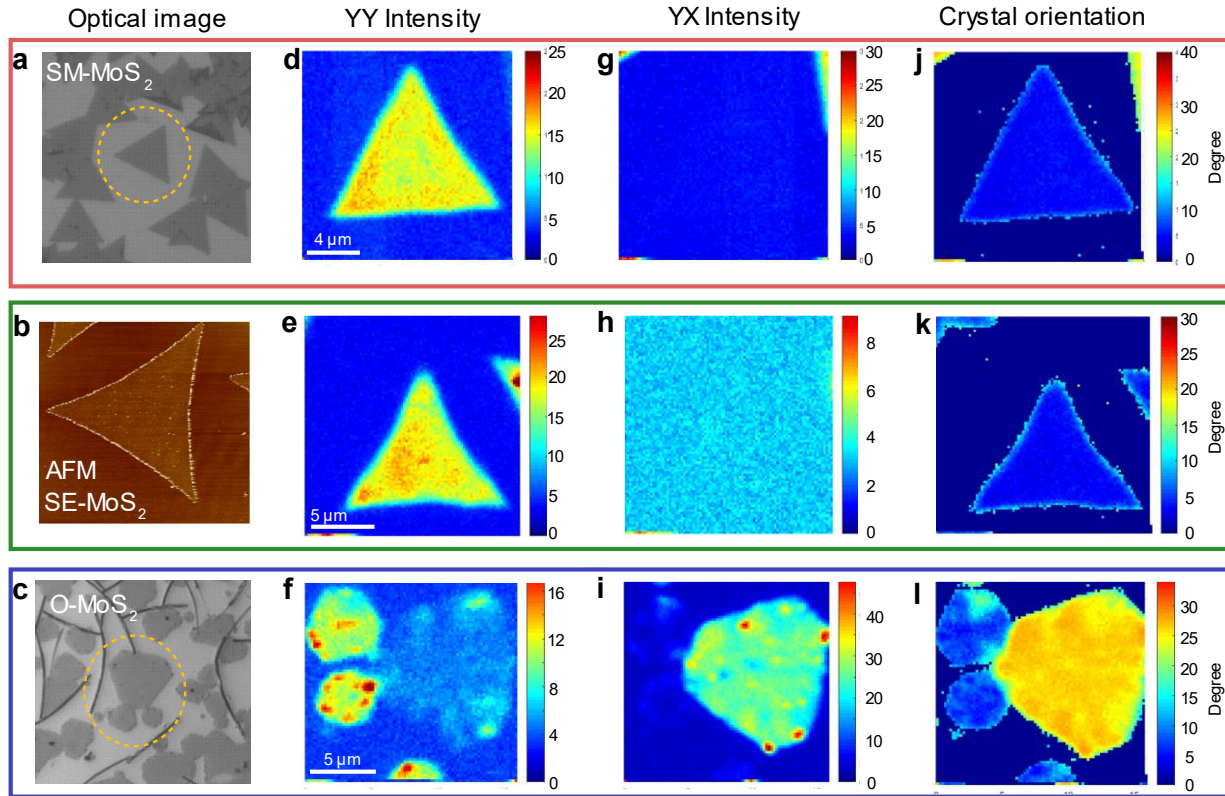 Optical image YY Intensity YX Intensity Crystal orientation
a SM-MoS₂ d 25 20 15 10 5 0 4 µm g 30 25 20 15 10 5 0 j 40 30 20 10 0 Degree
b AFM SE-MoS₂ e 25 20 15 10 5 0 5 µm h 8 6 4 2 0 k 30 25 20 15 10 5 0 Degree
c O-MoS₂ f 16 12 8 4 0 5 µm i 40 30 20 10 0 l 30 25 20 15 10 5 0 Degree